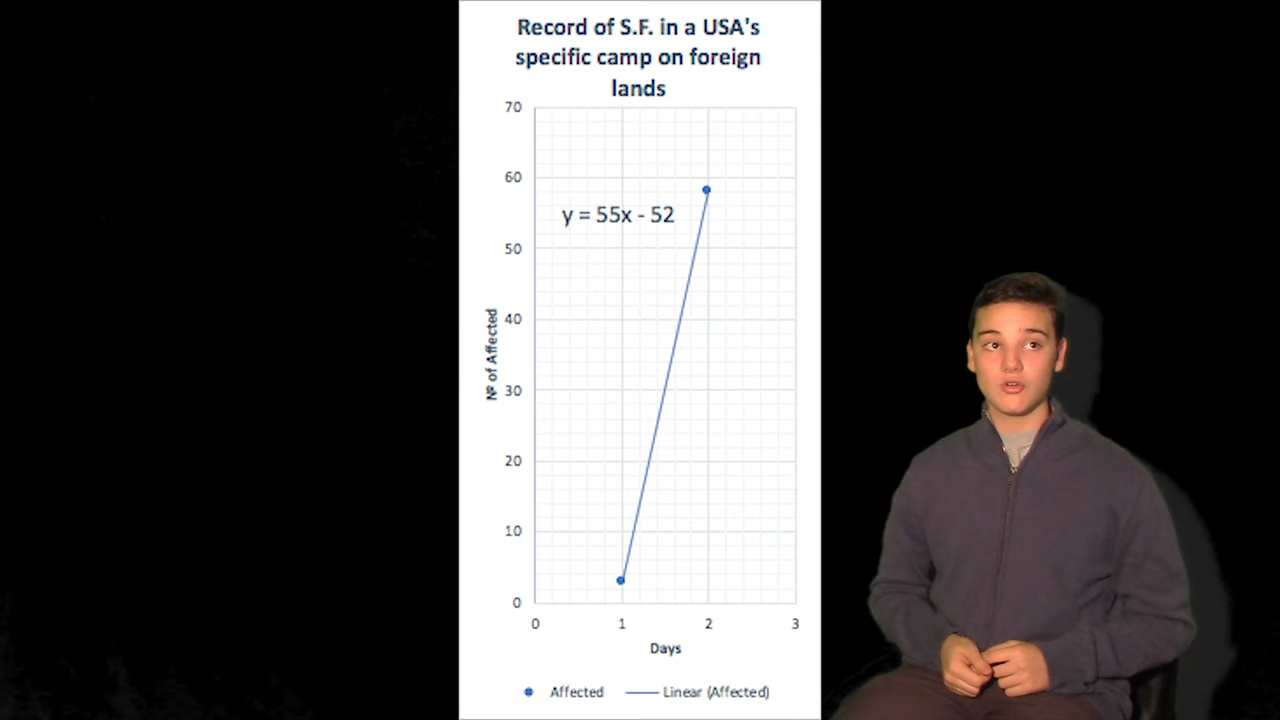 Record of S.F. in a USA's
specific camp on foreign
lands
70
60
y = 55x - 52
50
40
Nº of Affected
30
20
10
0
0 1 2 3
Days
Affected Linear (Affected)